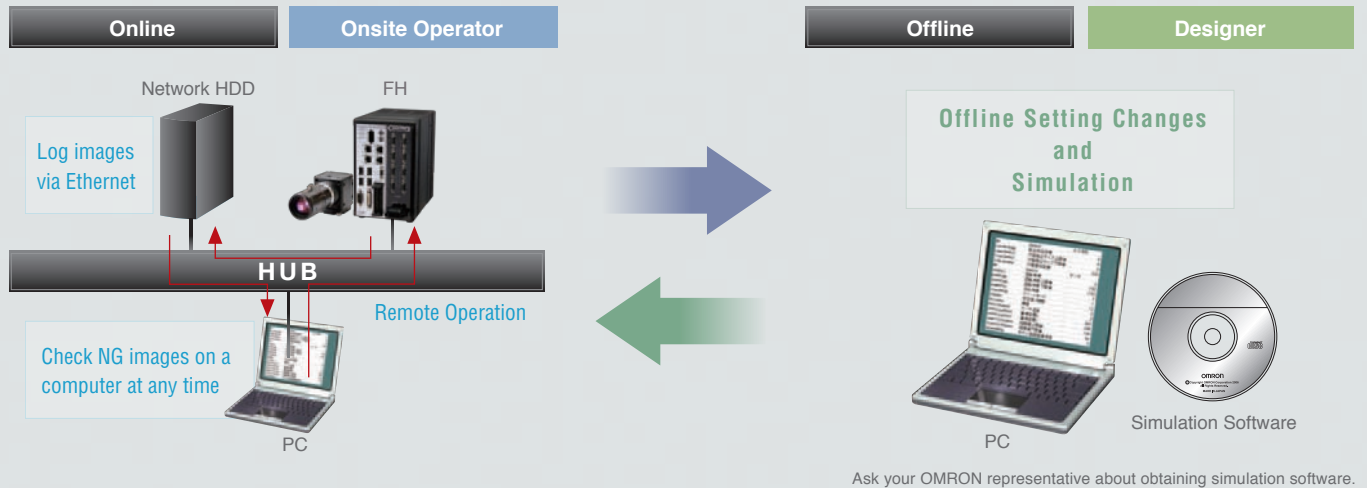 Online
Onsite Operator
Network HDD
FH
Log images
via Ethernet
HUB
Remote Operation
Check NG images on a
computer at any time
PC
Offline
Designer
Offline Setting Changes
and
Simulation
OMRON
PC
Simulation Software
Ask your OMRON representative about obtaining simulation software.